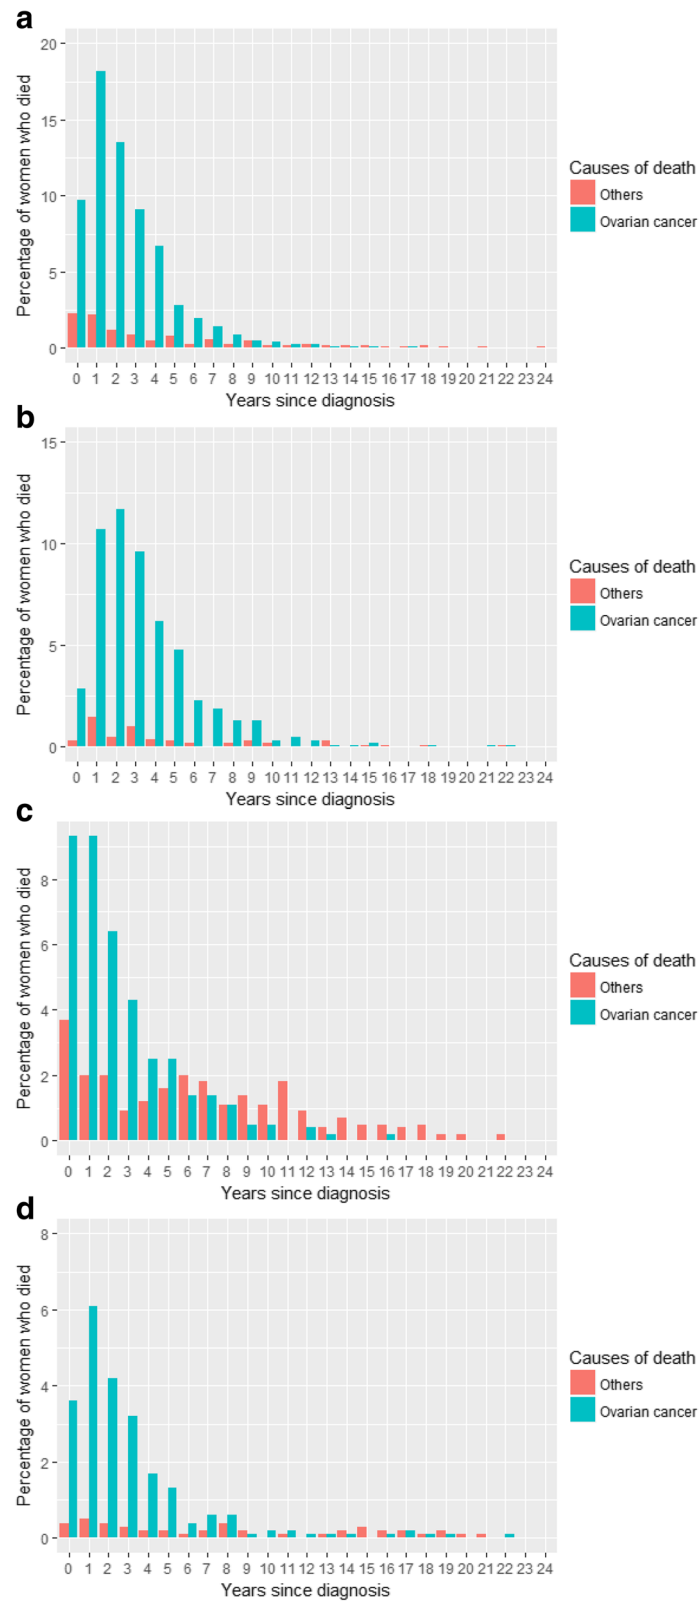 a
20
15
10
5
0
Percentage of women who died
0 1 2 3 4 5 6 7 8 9 10 11 12 13 14 15 16 17 18 19 20 21 22 23 24
Years since diagnosis
Causes of death
Others
Ovarian cancer
b
15
10
5
0
Percentage of women who died
0 1 2 3 4 5 6 7 8 9 10 11 12 13 14 15 16 17 18 19 20 21 22 23 24
Years since diagnosis
Causes of death
Others
Ovarian cancer
c
8
6
4
2
0
Percentage of women who died
0 1 2 3 4 5 6 7 8 9 10 11 12 13 14 15 16 17 18 19 20 21 22 23 24
Years since diagnosis
Causes of death
Others
Ovarian cancer
d
8
6
4
2
0
Percentage of women who died
0 1 2 3 4 5 6 7 8 9 10 11 12 13 14 15 16 17 18 19 20 21 22 23 24
Years since diagnosis
Causes of death
Others
Ovarian cancer